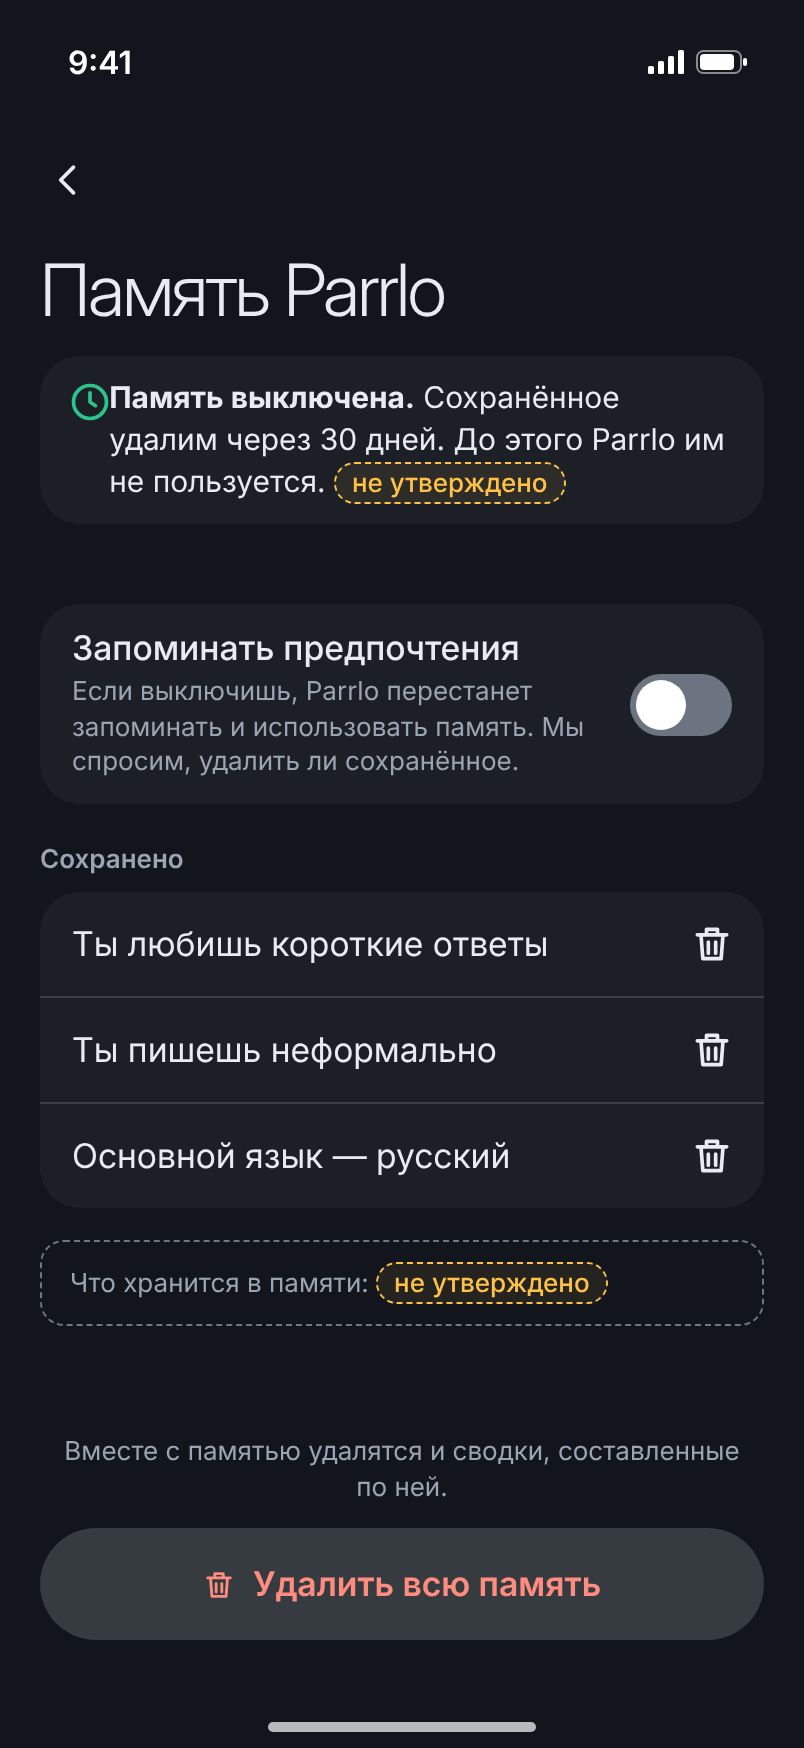 9:41
Память Parrlo
Память выключена. Сохранённое
удалим через 30 дней. До этого Parrlo им
не пользуется. не утверждено
Запоминать предпочтения
Если выключишь, Parrlo перестанет
запоминать и использовать память. Мы
спросим, удалить ли сохранённое.
Сохранено
Ты любишь короткие ответы
Ты пишешь неформально
Основной язык — русский
Что хранится в памяти: не утверждено
Вместе с памятью удалятся и сводки, составленные
по ней.
Удалить всю память